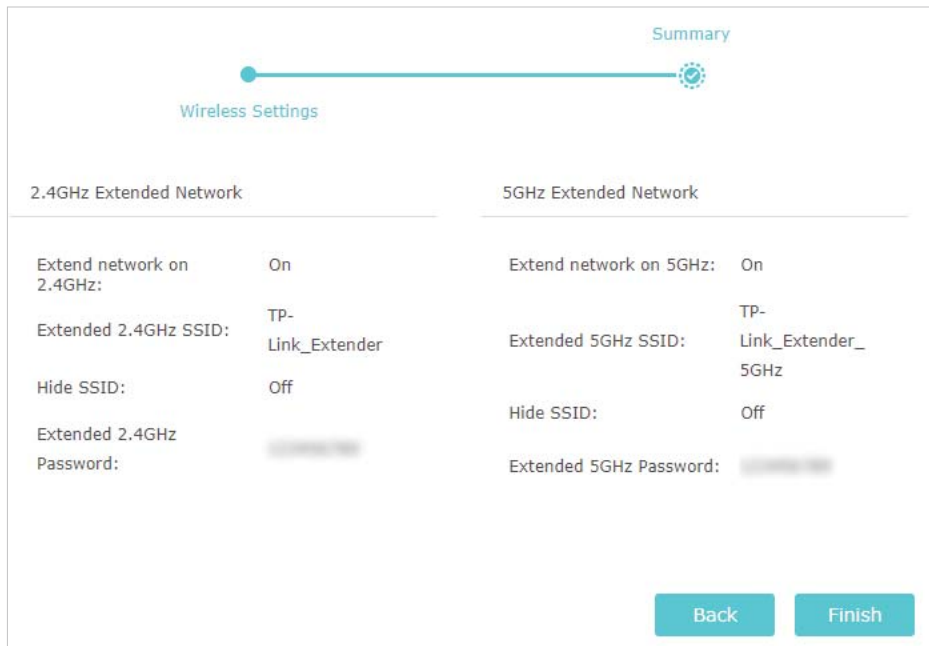 Summary
Wireless Settings
2.4GHz Extended Network
Extend network on
2.4GHz:
On
Extended 2.4GHz SSID:
TP-
Link_Extender
Hide SSID:
Off
Extended 2.4GHz
Password:
5GHz Extended Network
Extend network on 5GHz:
On
Extended 5GHz SSID:
TP-
Link_Extender_
5GHz
Hide SSID:
Off
Extended 5GHz Password:
Back
Finish